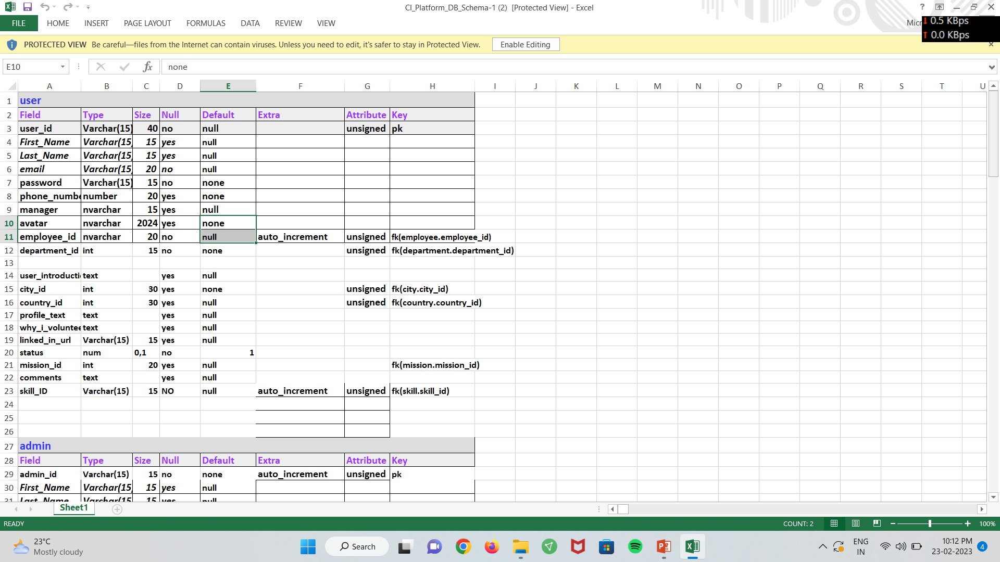 CI_Platform_DB_Schema-1 (2) [Protected View] - Excel
FILE HOME INSERT PAGE LAYOUT FORMULAS DATA REVIEW VIEW Micr
0.5 KBps
0.0 KBps
PROTECTED VIEW Be careful—files from the Internet can contain viruses. Unless you need to edit, it's safer to stay in Protected View. Enable Editing
E10 fx none
A B C D E F G H I J K L M N O P Q R S T U
1 user
2 Field Type Size Null Default Extra Attribute Key
3 user_id Varchar(15) 40 no null unsigned pk
4 First_Name Varchar(15) 15 yes null
5 Last_Name Varchar(15) 15 yes null
6 email Varchar(15) 20 no null
7 password Varchar(15) 15 no none
8 phone_numbe number 20 yes none
9 manager nvarchar 15 yes null
10 avatar nvarchar 2024 yes none
11 employee_id nvarchar 20 no null auto_increment unsigned fk(employee.employee_id)
12 department_id int 15 no none unsigned fk(department.department_id)
13
14 user_introducti text yes null
15 city_id int 30 yes none unsigned fk(city.city_id)
16 country_id int 30 yes null unsigned fk(country.country_id)
17 profile_text text yes null
18 why_i_voluntee text yes null
19 linked_in_url Varchar(15) 15 yes null
20 status num 0,1 no 1
21 mission_id int 20 yes null fk(mission.mission_id)
22 comments text yes null
23 skill_ID Varchar(15) 15 NO null auto_increment unsigned fk(skill.skill_id)
24
25
26
27 admin
28 Field Type Size Null Default Extra Attribute Key
29 admin_id Varchar(15) 15 no none auto_increment unsigned pk
30 First_Name Varchar(15) 15 yes null
31 Last_Name Varchar(15) 15 yes null
Sheet1
READY COUNT: 2 100%
23°C
Mostly cloudy
Search
ENG
IN
10:12 PM
23-02-2023
4